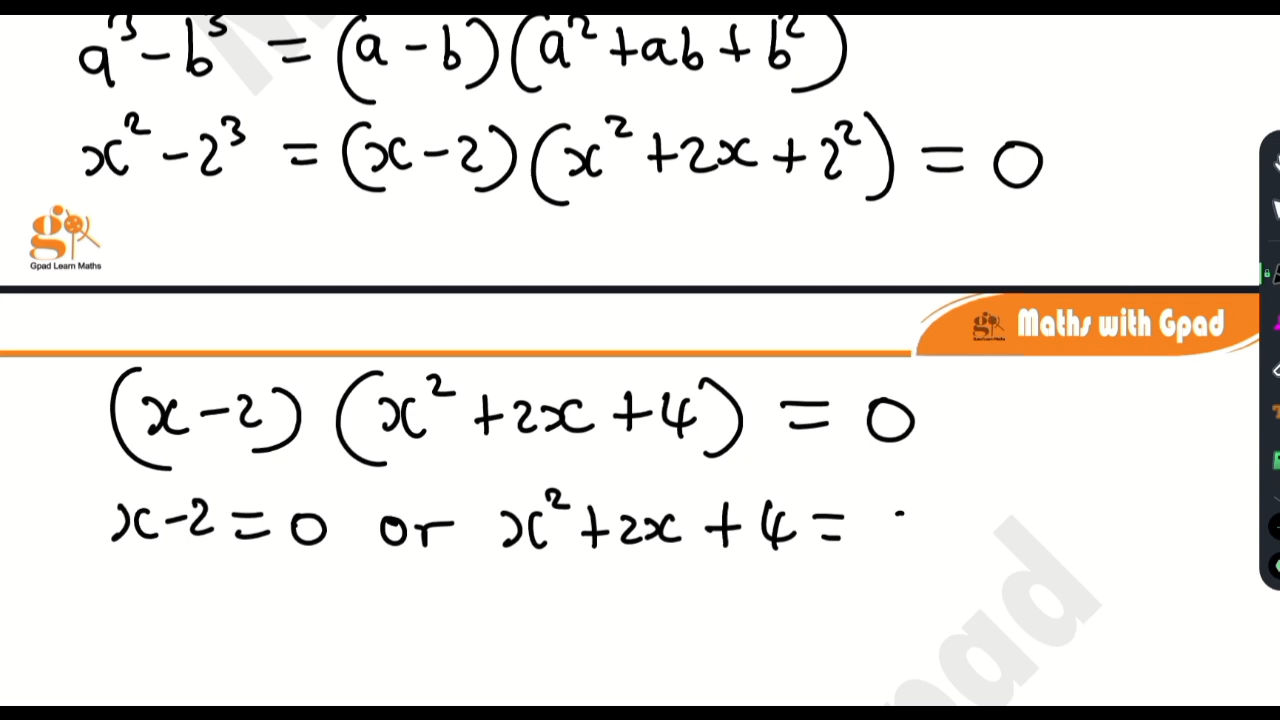 a³ - b³ = (a - b)(a² + ab + b²)
x² - 2³ = (x - 2)(x² + 2x + 2²) = 0
Gpad Learn Maths
Maths with Gpad
(x - 2) (x² + 2x + 4) = 0
x - 2 = 0 or x² + 2x + 4 =